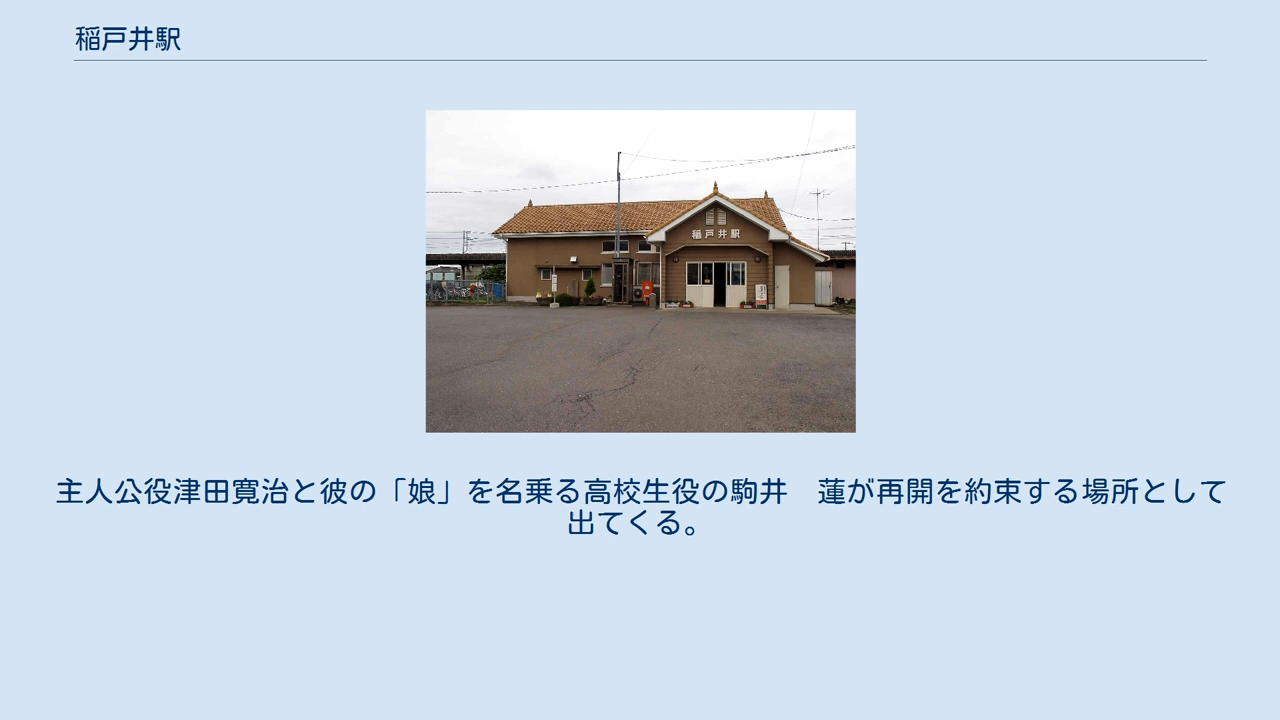 稲戸井駅
稲戸井駅
主人公役津田寛治と彼の「娘」を名乗る高校生役の駒井　蓮が再開を約束する場所として
出てくる。